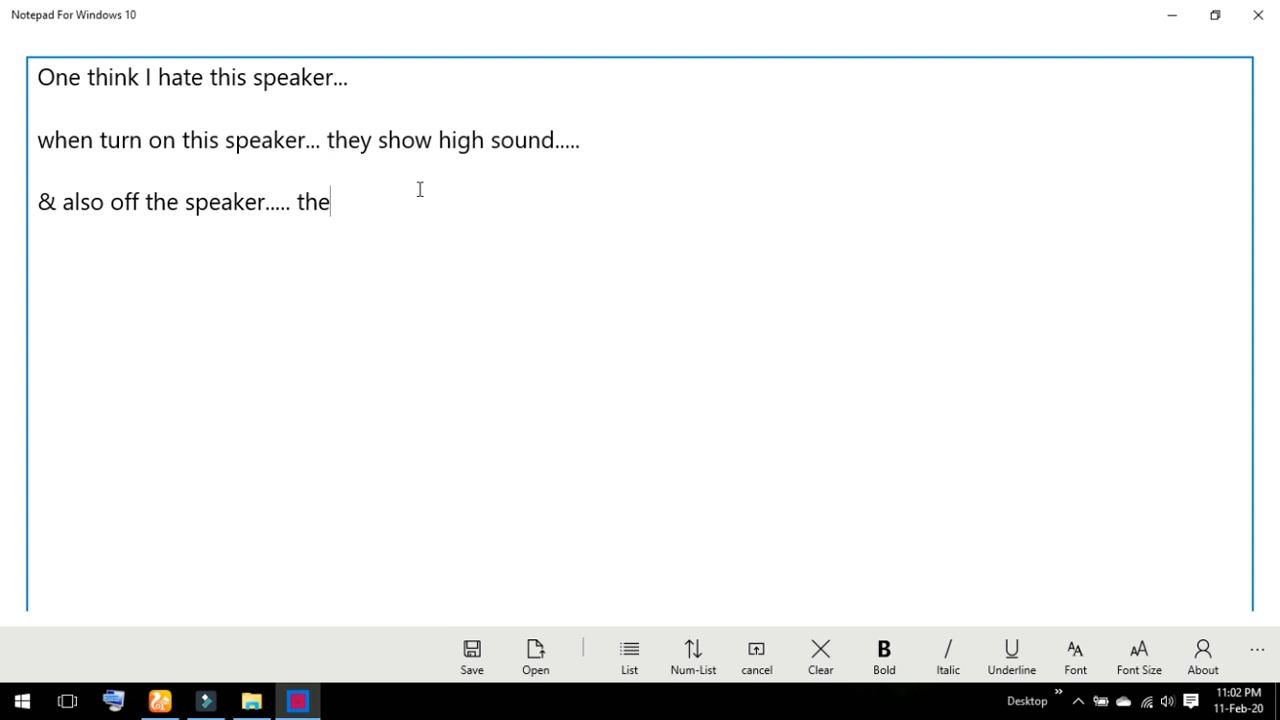 Notepad For Windows 10
One think I hate this speaker...
when turn on this speaker... they show high sound.....
& also off the speaker..... the
Save Open List Num-List cancel Clear Bold Italic Underline Font Font Size About
Desktop
11:02 PM
11-Feb-20